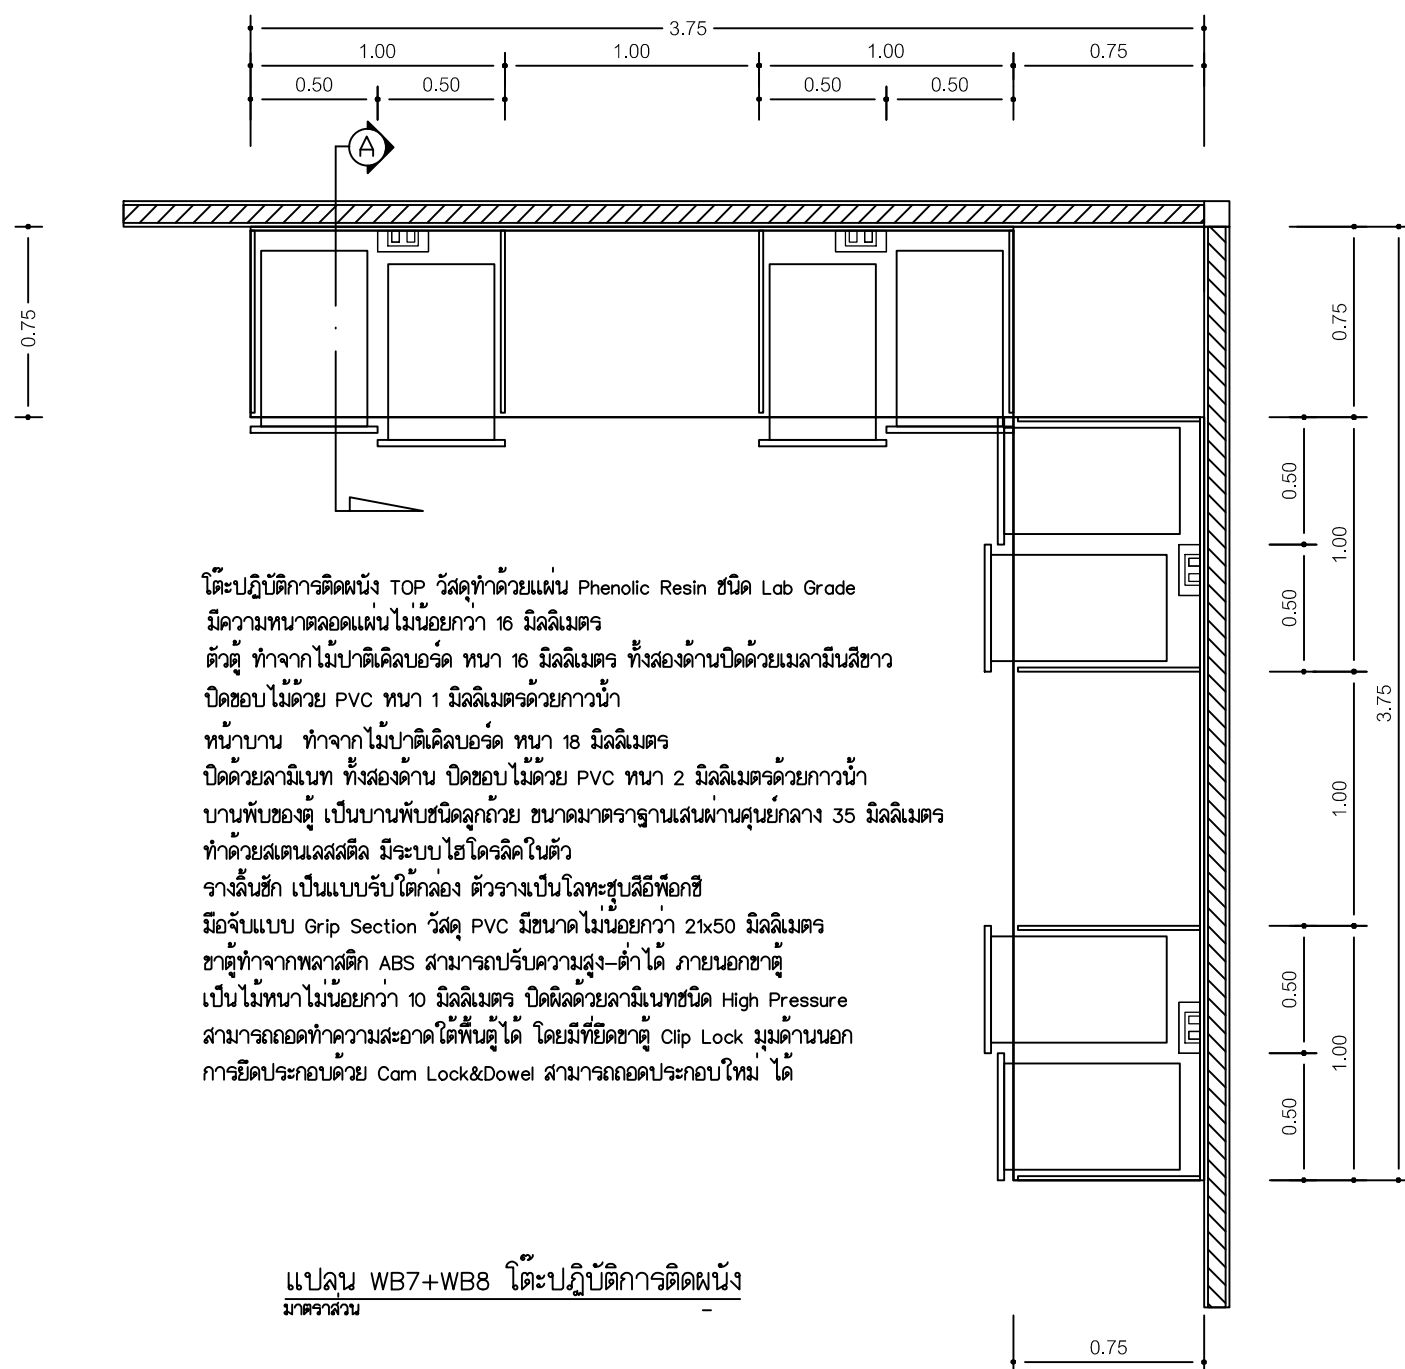 3.75
1.00 1.00 1.00 0.75
0.50 0.50 0.50 0.50
A
0.75
0.75
0.50
1.00
0.50
3.75
1.00
0.50
1.00
0.50
โต๊ะปฏิบัติการติดผนัง TOP วัสดุทำด้วยแผ่น Phenolic Resin ชนิด Lab Grade
มีความหนาตลอดแผ่นไม่น้อยกว่า 16 มิลลิเมตร
ตัวตู้ ทำจากไม้ปาติเคิลบอร์ด หนา 16 มิลลิเมตร ทั้งสองด้านปิดด้วยเมลามีนสีขาว
ปิดขอบไม้ด้วย PVC หนา 1 มิลลิเมตรด้วยกาวน้ำ
หน้าบาน ทำจากไม้ปาติเคิลบอร์ด หนา 18 มิลลิเมตร
ปิดด้วยลามิเนท ทั้งสองด้าน ปิดขอบไม้ด้วย PVC หนา 2 มิลลิเมตรด้วยกาวน้ำ
บานพับของตู้ เป็นบานพับชนิดลูกถ้วย ขนาดมาตราฐานเสนผ่านศูนย์กลาง 35 มิลลิเมตร
ทำด้วยสเตนเลสสตีล มีระบบไฮโดรลิคในตัว
รางลิ้นชัก เป็นแบบรับใต้กล่อง ตัวรางเป็นโลหะชุบสีอีพ็อกซี
มือจับแบบ Grip Section วัสดุ PVC มีขนาดไม่น้อยกว่า 21x50 มิลลิเมตร
ขาตู้ทำจากพลาสติก ABS สามารถปรับความสูง-ต่ำได้ ภายนอกขาตู้
เป็นไม้หนาไม่น้อยกว่า 10 มิลลิเมตร ปิดผิดด้วยลามิเนทชนิด High Pressure
สามารถถอดทำความสะอาดใต้พื้นตู้ได้ โดยมีที่ยึดขาตู้ Clip Lock มุมด้านนอก
การยึดประกอบด้วย Cam Lock&Dowel สามารถถอดประกอบใหม่ ได้
แปลน WB7+WB8 โต๊ะปฏิบัติการติดผนัง
มาตราส่วน -
0.75